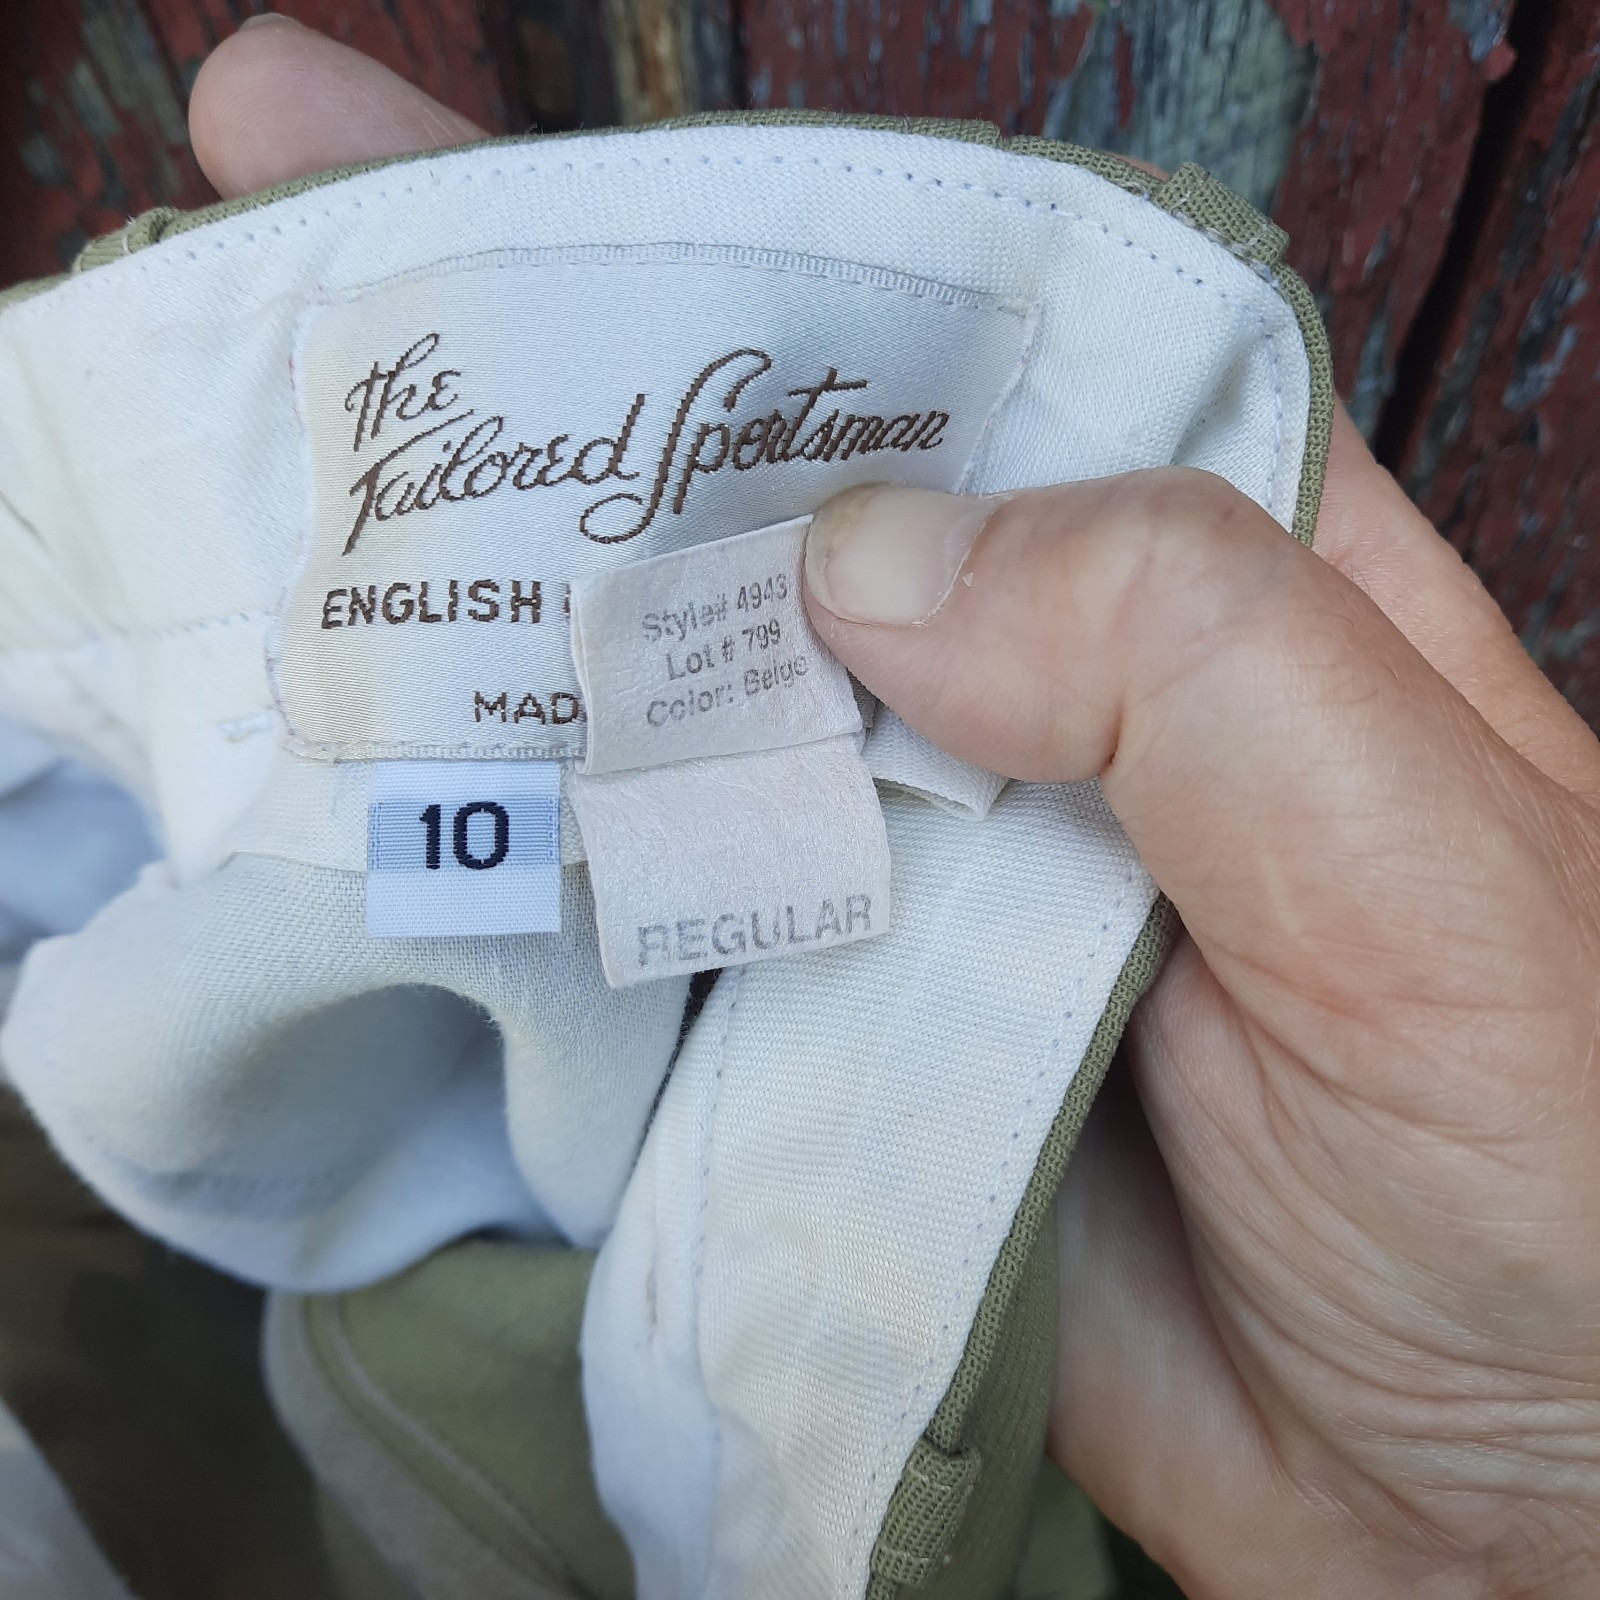 The
Tailored Sportsman
ENGLISH
Style# 4943
Lot # 799
Color: Beige
MAD
10
REGULAR